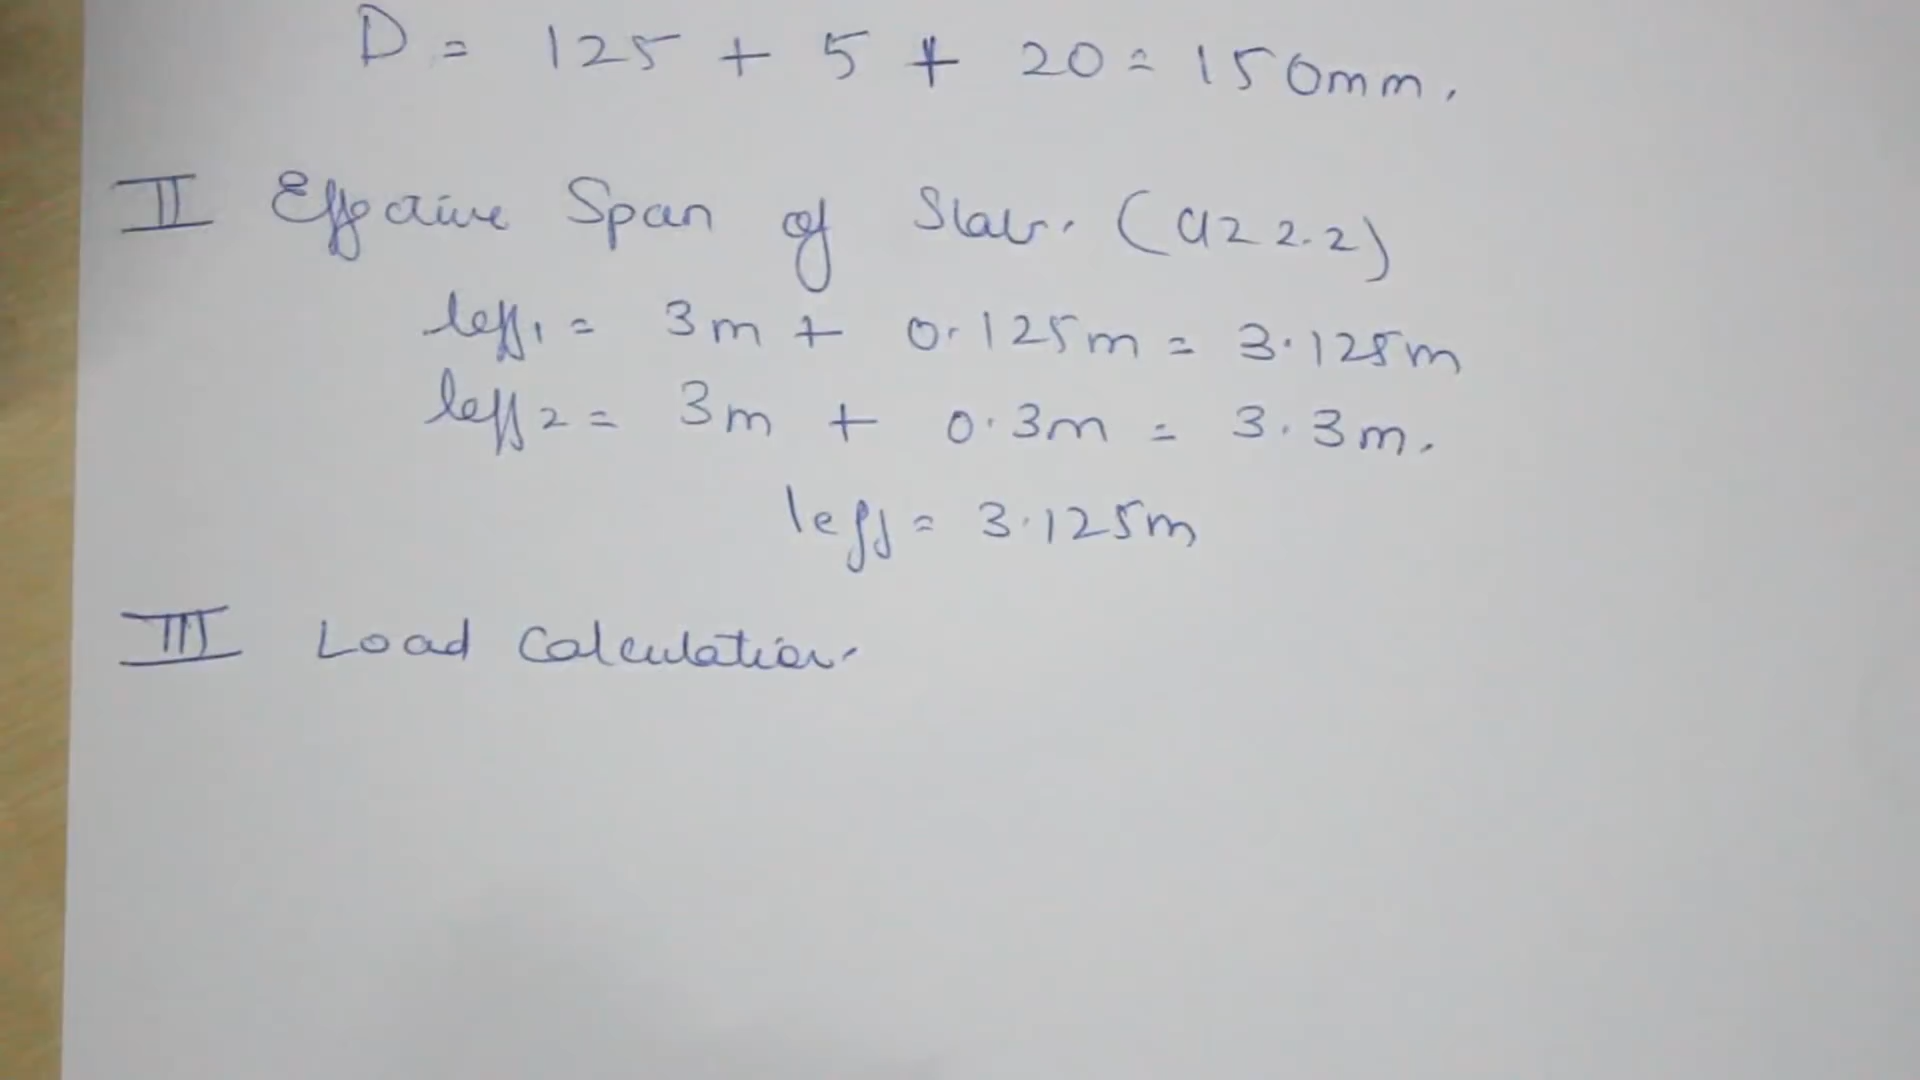 D = 125 + 5 + 20 = 150mm.
II Effective Span of Slab. (22.2)
leff1 = 3m + 0.125m = 3.125m
leff2 = 3m + 0.3m = 3.3m.
leff = 3.125m
III Load Calculation.